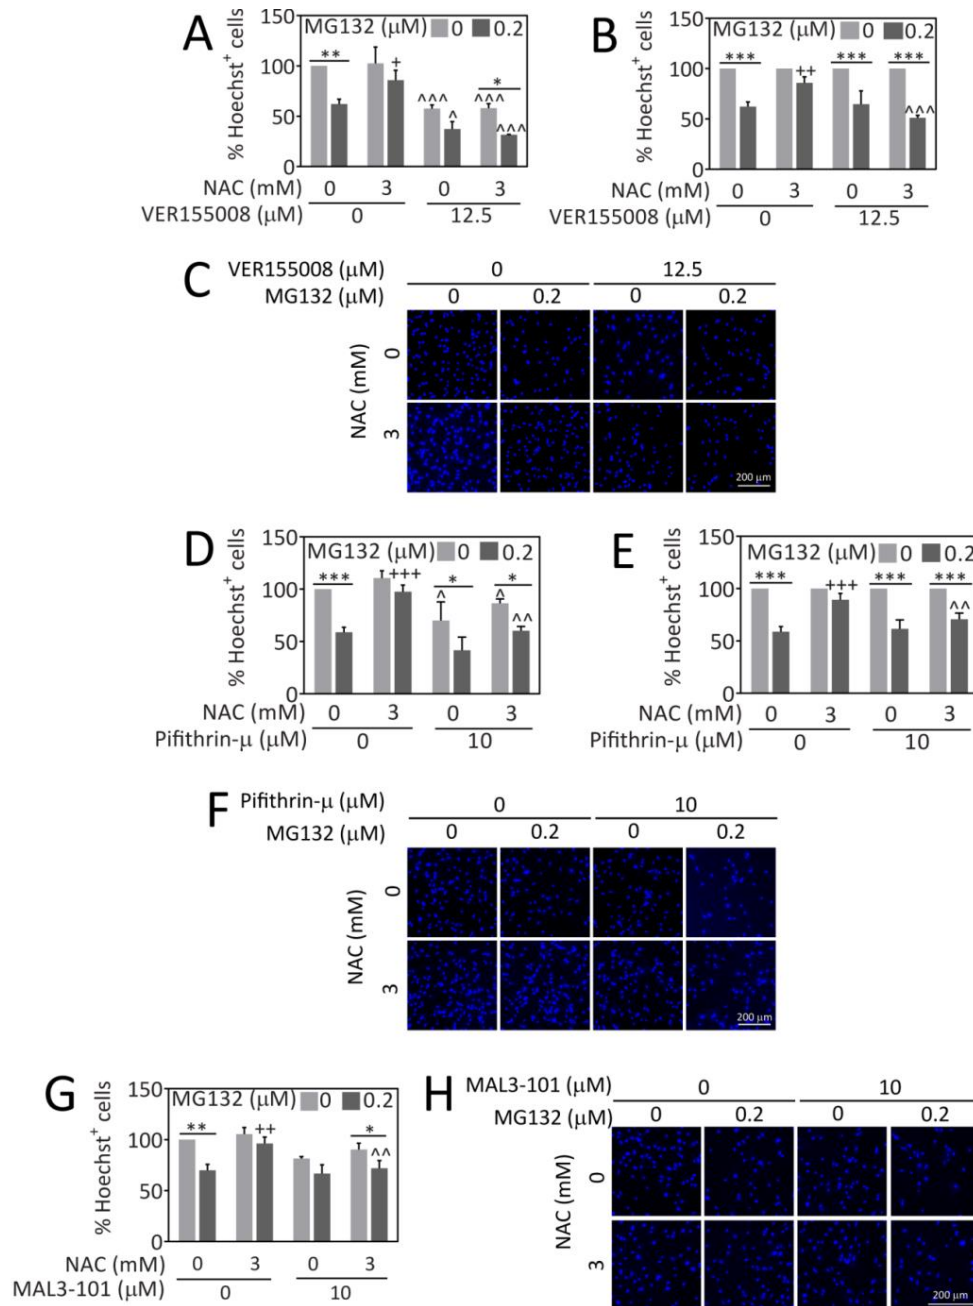 A
% Hoechst⁺ cells
150
100
50
0
MG132 (μM) 0 0.2
** + ^^^ ^ * ^^^ ^^^
NAC (mM) 0 3 0 3
VER155008 (μM) 0 12.5
B
% Hoechst⁺ cells
150
100
50
0
MG132 (μM) 0 0.2
*** ++ *** *** ^^^
NAC (mM) 0 3 0 3
VER155008 (μM) 0 12.5
C
VER155008 (μM) 0 12.5
MG132 (μM) 0 0.2 0 0.2
NAC (mM)
0
3
200 μm
D
% Hoechst⁺ cells
150
100
50
0
MG132 (μM) 0 0.2
*** +++ ^ * ^ * ^^
NAC (mM) 0 3 0 3
Pifithrin-μ (μM) 0 10
E
% Hoechst⁺ cells
150
100
50
0
MG132 (μM) 0 0.2
*** +++ *** *** ^^
NAC (mM) 0 3 0 3
Pifithrin-μ (μM) 0 10
F
Pifithrin-μ (μM) 0 10
MG132 (μM) 0 0.2 0 0.2
NAC (mM)
0
3
200 μm
G
% Hoechst⁺ cells
150
100
50
0
MG132 (μM) 0 0.2
** ++ * ^^
NAC (mM) 0 3 0 3
MAL3-101 (μM) 0 10
H
MAL3-101 (μM) 0 10
MG132 (μM) 0 0.2 0 0.2
NAC (mM)
0
3
200 μm